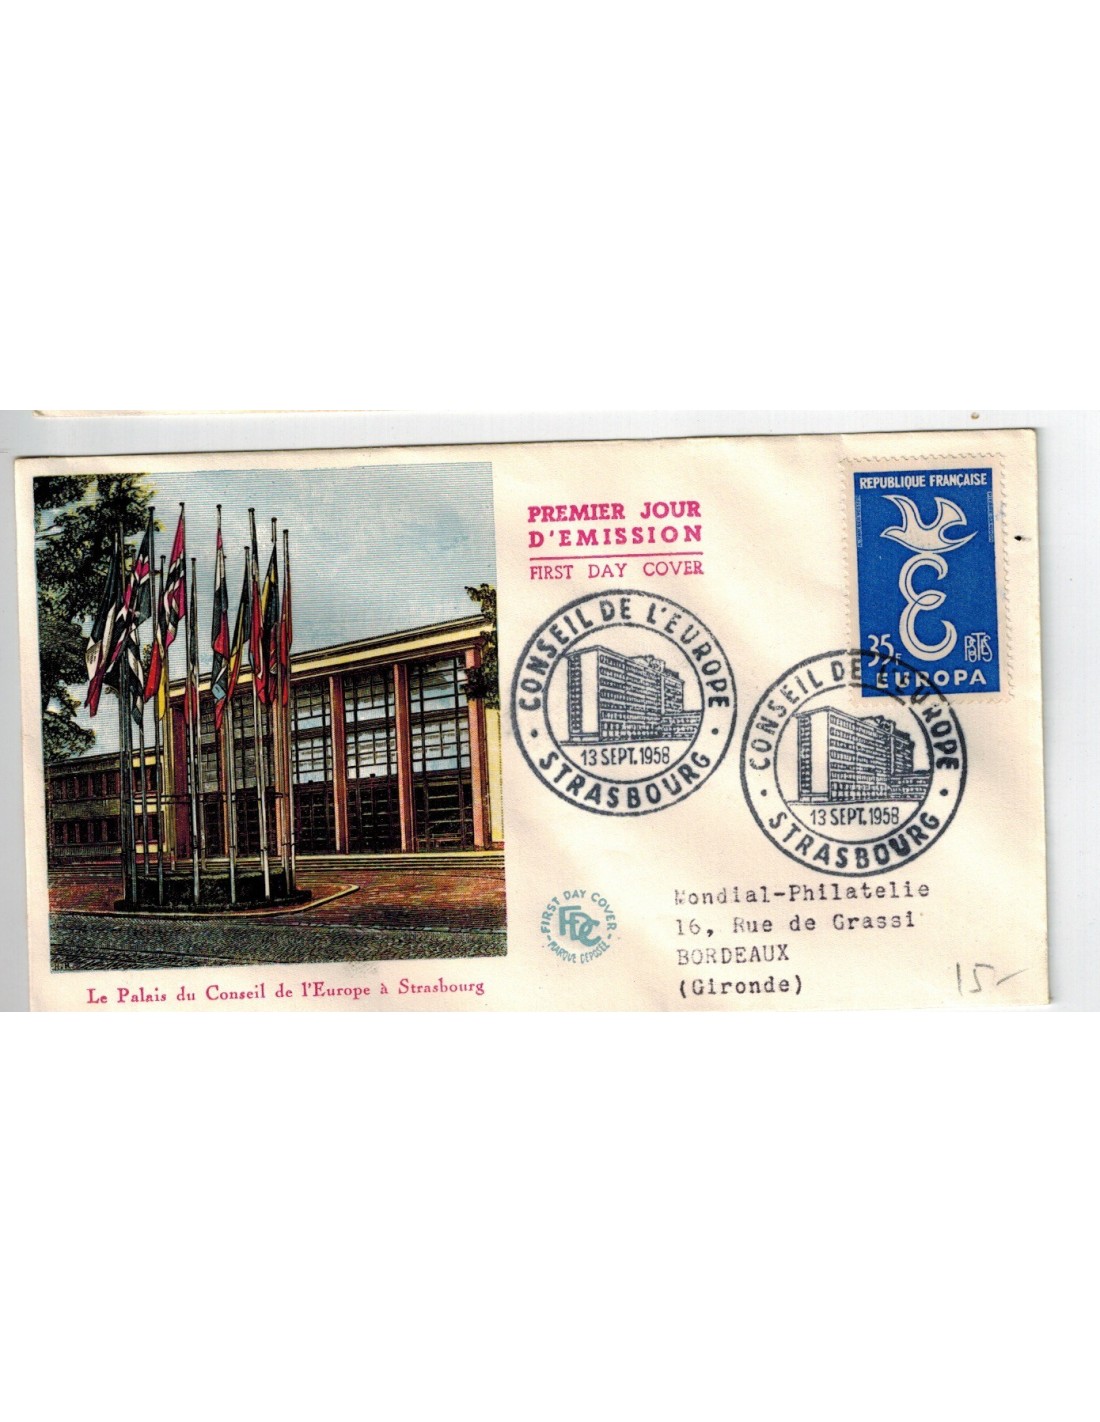 PREMIER JOUR
D'EMISSION
FIRST DAY COVER
REPUBLIQUE FRANÇAISE
35F
POSTES
EUROPA
CONSEIL DE L'EUROPE
13 SEPT. 1958
STRASBOURG
CONSEIL DE L'EUROPE
13 SEPT. 1958
STRASBOURG
FIRST DAY COVER
FDC
MARQUE DÉPOSÉE
Mondial-Philatelie
16, Rue de Grassi
BORDEAUX
(Gironde)
15-
Le Palais du Conseil de l'Europe à Strasbourg